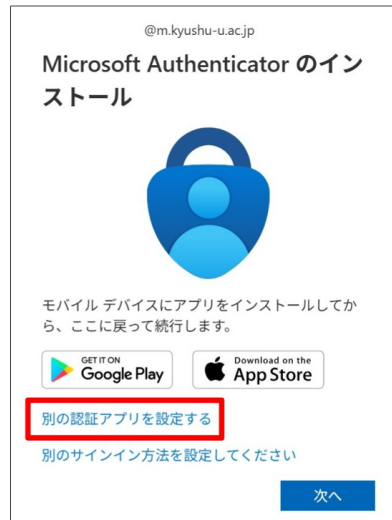 @m.kyushu-u.ac.jp
Microsoft Authenticator のイン
ストール
モバイル デバイスにアプリをインストールしてか
ら、ここに戻って続行します。
GET IT ON
Google Play
Download on the
App Store
別の認証アプリを設定する
別のサインイン方法を設定してください
次へ